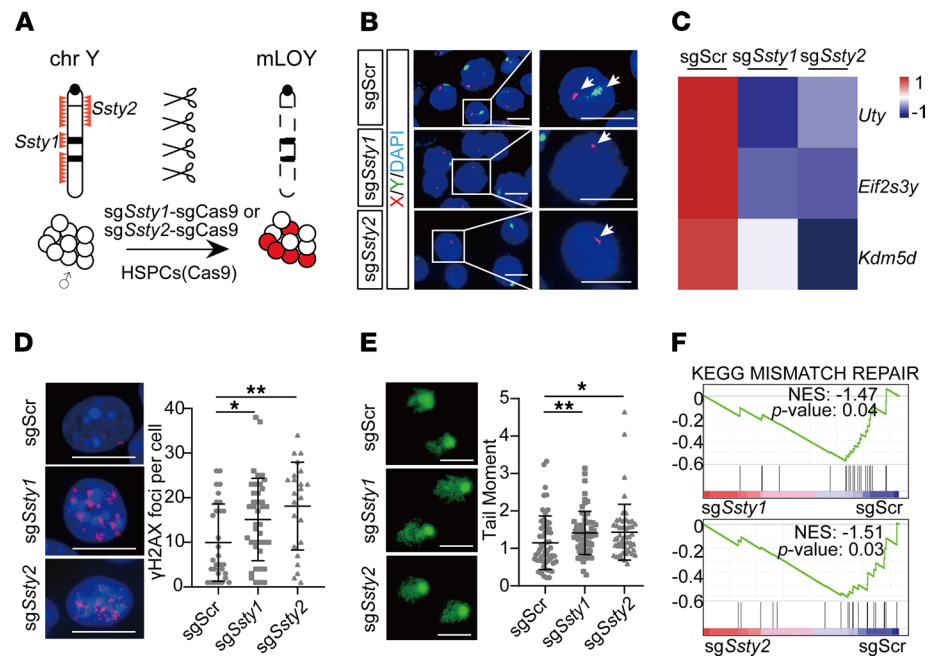 A
chr Y
mLOY
Ssty2
Ssty1
sgSsty1-sgCas9 or
sgSsty2-sgCas9
HSPCs(Cas9)
♂
B
sgScr
sgSsty1
sgSsty2
X/Y/DAPI
C
sgScr
sgSsty1
sgSsty2
1
-1
Uty
Eif2s3y
Kdm5d
D
sgScr
sgSsty1
sgSsty2
γH2AX foci per cell
40
30
20
10
0
**
*
sgScr
sgSsty1
sgSsty2
E
sgScr
sgSsty1
sgSsty2
Tail Moment
5
4
3
2
1
0
*
**
sgScr
sgSsty1
sgSsty2
F
KEGG MISMATCH REPAIR
0
-0.2
-0.4
-0.6
NES: -1.47
p-value: 0.04
sgSsty1
sgScr
0
-0.2
-0.4
-0.6
NES: -1.51
p-value: 0.03
sgSsty2
sgScr